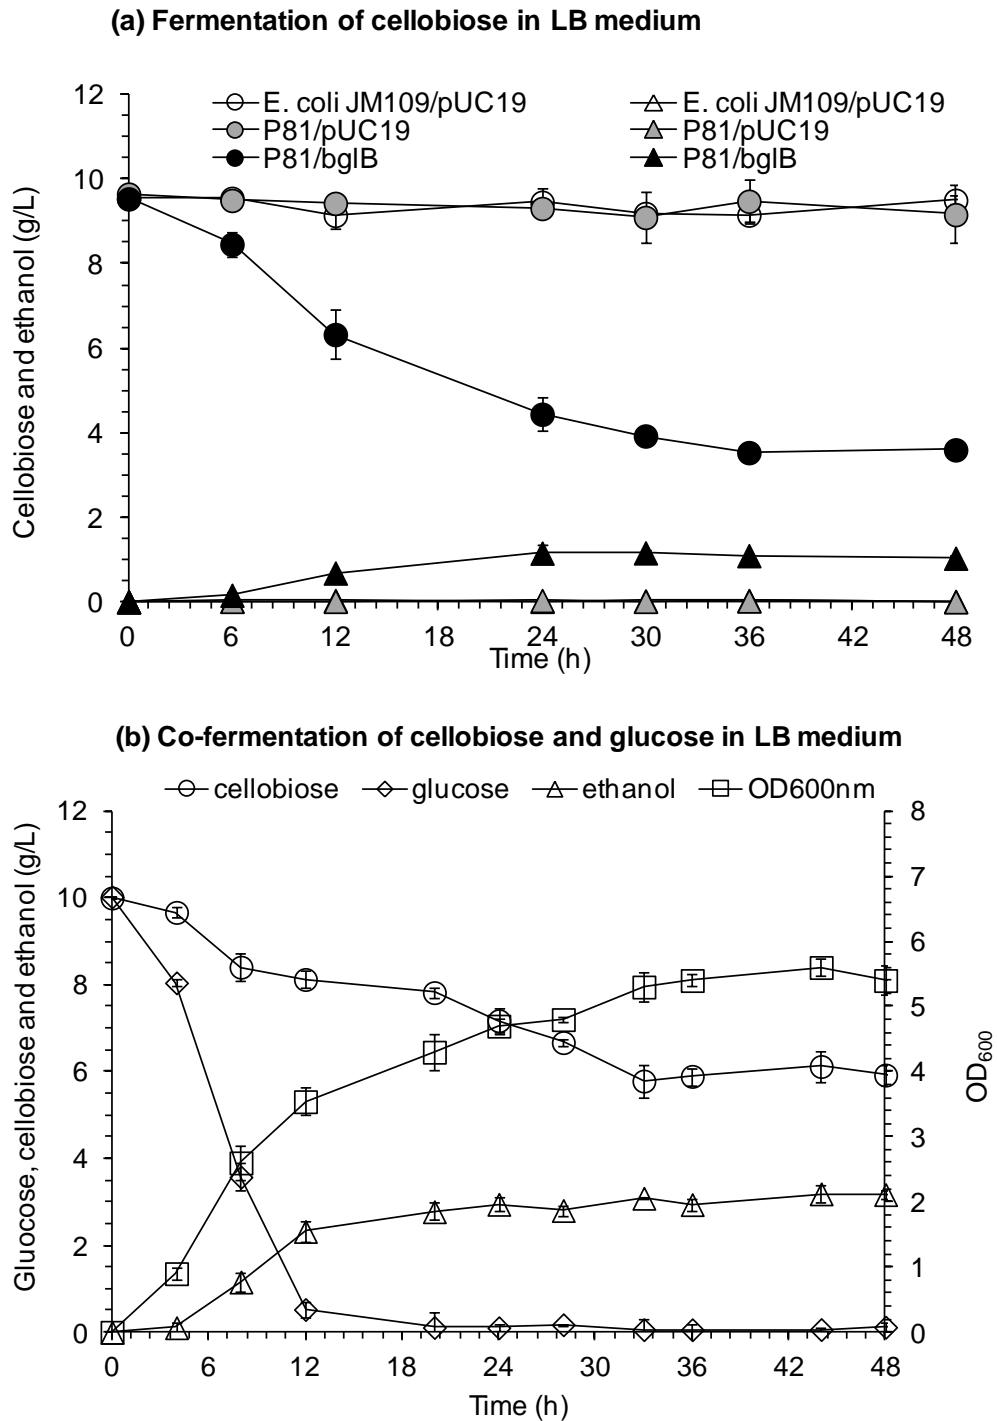 (a) Fermentation of cellobiose in LB medium
E. coli JM109/pUC19 E. coli JM109/pUC19
P81/pUC19 P81/pUC19
P81/bglB P81/bglB
12
10
8
6
4
2
0
Cellobiose and ethanol (g/L)
0 6 12 18 24 30 36 42 48
Time (h)
(b) Co-fermentation of cellobiose and glucose in LB medium
cellobiose glucose ethanol OD600nm
12
10
8
6
4
2
0
Gluocose, cellobiose and ethanol (g/L)
8
7
6
5
4
3
2
1
0
OD600
0 6 12 18 24 30 36 42 48
Time (h)